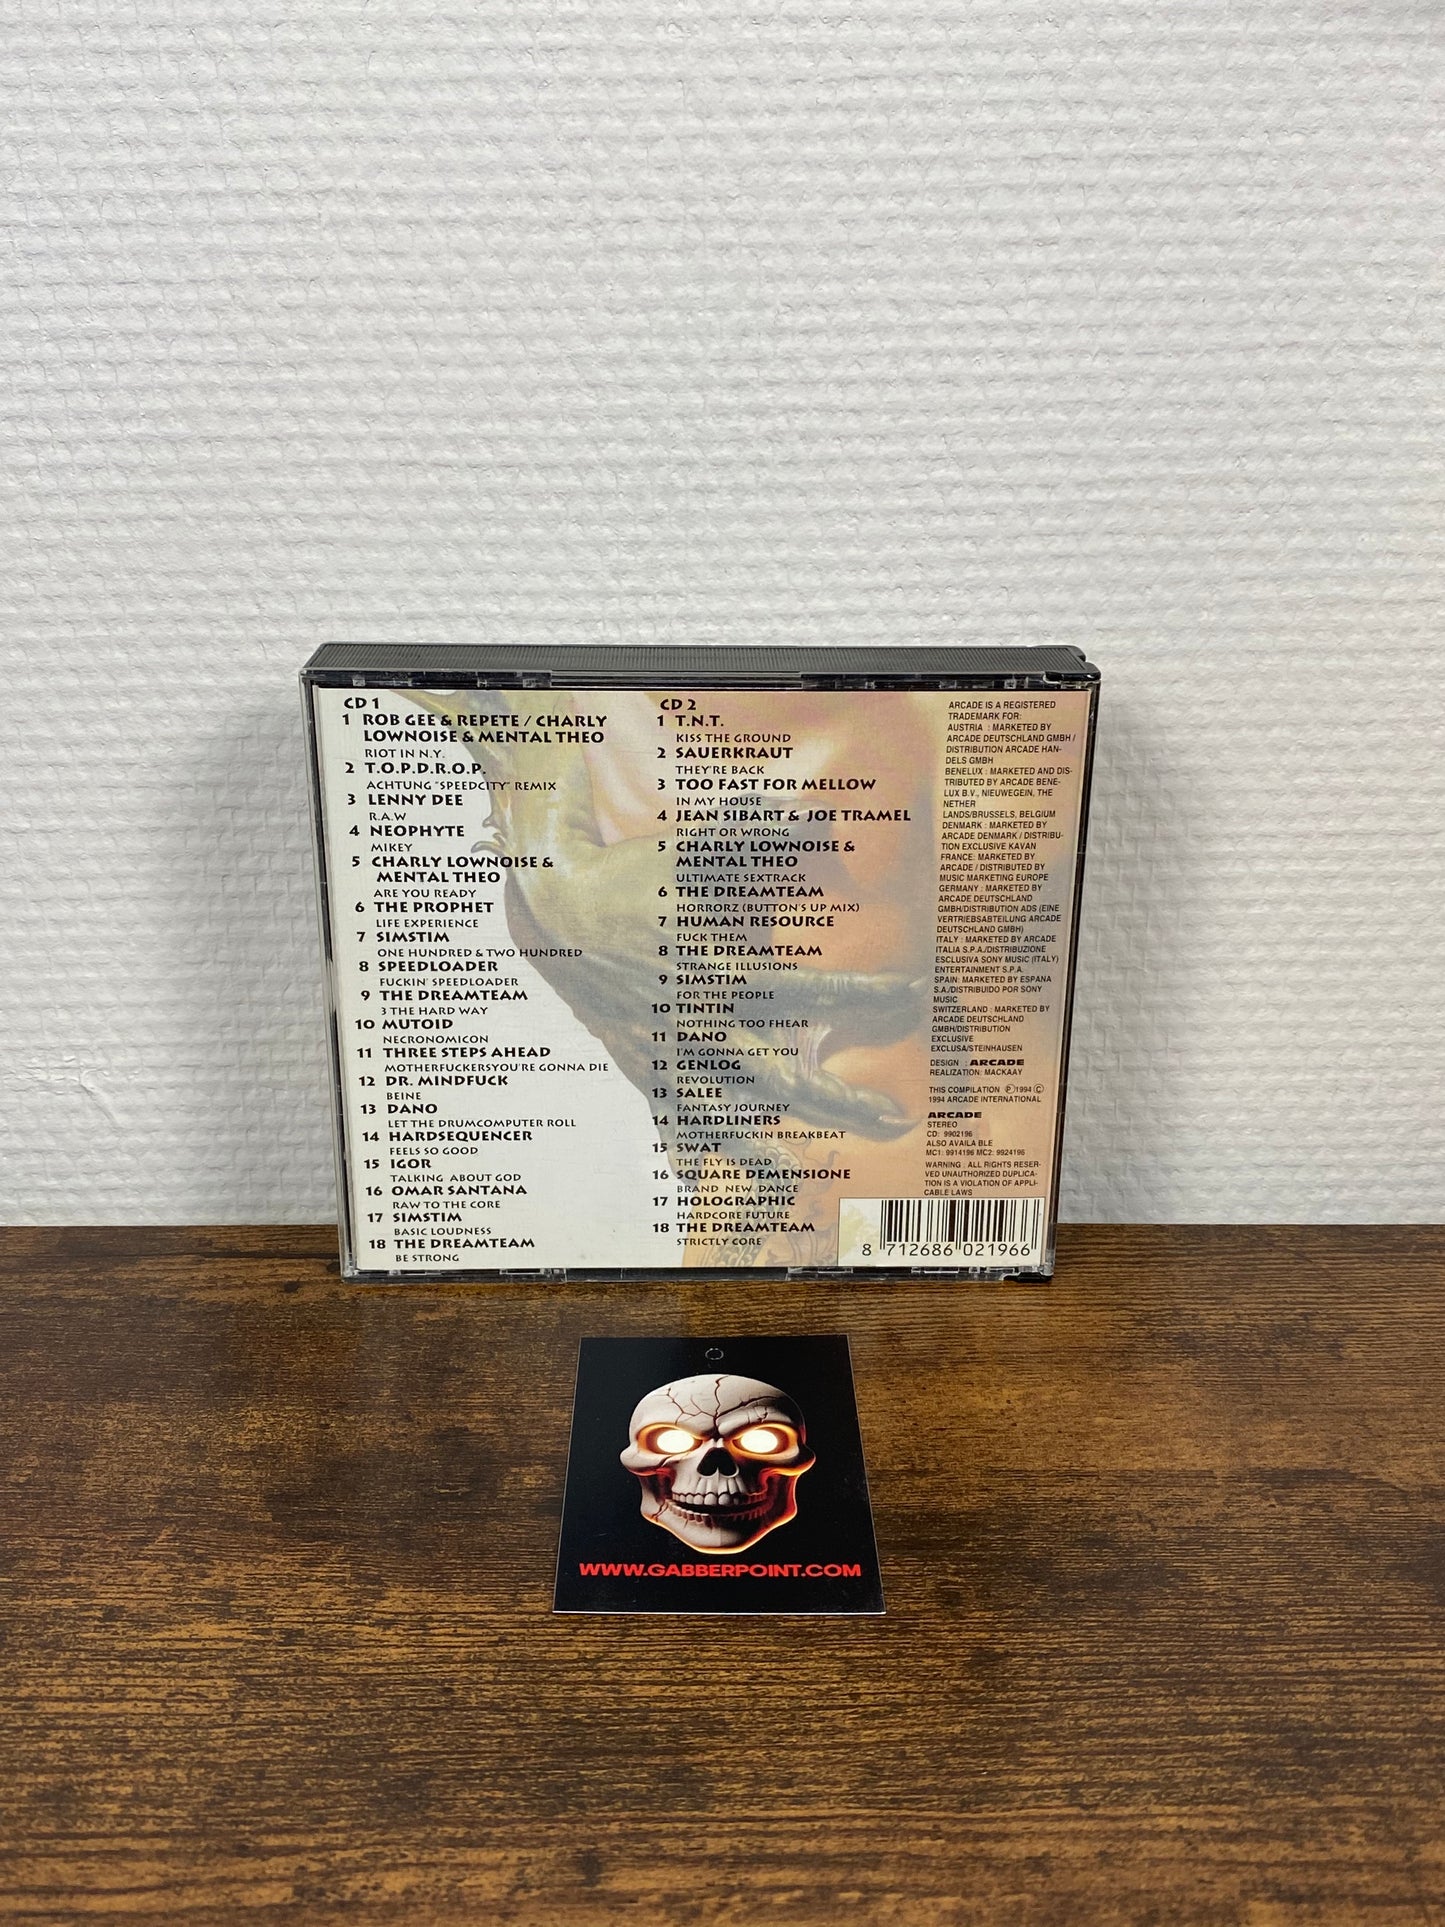 CD 1
1 ROB GEE & REPETE / CHARLY
LOWNOISE & MENTAL THEO
RIOT IN N.Y.
2 T.O.P.D.R.O.P.
ACHTUNG "SPEEDCITY" REMIX
3 LENNY DEE
R.A.W
4 NEOPHYTE
MIKEY
5 CHARLY LOWNOISE &
MENTAL THEO
ARE YOU READY
6 THE PROPHET
LIFE EXPERIENCE
7 SIMSTIM
ONE HUNDRED & TWO HUNDRED
8 SPEEDLOADER
FUCKIN' SPEEDLOADER
9 THE DREAMTEAM
3 THE HARD WAY
10 MUTOID
NECRONOMICON
11 THREE STEPS AHEAD
MOTHERFUCKERSYOU'RE GONNA DIE
12 DR. MINDFUCK
BEINE
13 DANO
LET THE DRUMCOMPUTER ROLL
14 HARDSEQUENCER
FEELS SO GOOD
15 IGOR
TALKING ABOUT GOD
16 OMAR SANTANA
RAW TO THE CORE
17 SIMSTIM
BASIC LOUDNESS
18 THE DREAMTEAM
BE STRONG
CD 2
1 T.N.T.
KISS THE GROUND
2 SAUERKRAUT
THEY'RE BACK
3 TOO FAST FOR MELLOW
IN MY HOUSE
4 JEAN SIBART & JOE TRAMEL
RIGHT OR WRONG
5 CHARLY LOWNOISE &
MENTAL THEO
ULTIMATE SEXTRACK
6 THE DREAMTEAM
HORRORZ (BUTTON'S UP MIX)
7 HUMAN RESOURCE
FUCK THEM
8 THE DREAMTEAM
STRANGE ILLUSIONS
9 SIMSTIM
FOR THE PEOPLE
10 TINTIN
NOTHING TOO FHEAR
11 DANO
I'M GONNA GET YOU
12 GENLOG
REVOLUTION
13 SALEE
FANTASY JOURNEY
14 HARDLINERS
MOTHERFUCKIN BREAKBEAT
15 SWAT
THE FLY IS DEAD
16 SQUARE DEMENSIONE
BRAND NEW DANCE
17 HOLOGRAPHIC
HARDCORE FUTURE
18 THE DREAMTEAM
STRICTLY CORE
ARCADE IS A REGISTERED
TRADEMARK FOR:
AUSTRIA : MARKETED BY
ARCADE DEUTSCHLAND GMBH /
DISTRIBUTION ARCADE HAN-
DELS GMBH
BENELUX : MARKETED AND DIS-
TRIBUTED BY ARCADE BENE-
LUX B.V., NIEUWEGEIN, THE
NETHER
LANDS/BRUSSELS, BELGIUM
DENMARK : MARKETED BY
ARCADE DENMARK / DISTRIBU-
TION EXCLUSIVE KAVAN
FRANCE: MARKETED BY
ARCADE / DISTRIBUTED BY
MUSIC MARKETING EUROPE
GERMANY : MARKETED BY
ARCADE DEUTSCHLAND
GMBH/DISTRIBUTION ADS (EINE
VERTRIEBSABTEILUNG ARCADE
DEUTSCHLAND GMBH)
ITALY : MARKETED BY ARCADE
ITALIA S.P.A./DISTRIBUZIONE
ESCLUSIVA SONY MUSIC (ITALY)
ENTERTAINMENT S.P.A.
SPAIN: MARKETED BY ESPANA
S.A./DISTRIBUIDO POR SONY
MUSIC
SWITZERLAND : MARKETED BY
ARCADE DEUTSCHLAND
GMBH/DISTRIBUTION
EXCLUSIVE
EXCLUSA/STEINHAUSEN
DESIGN : ARCADE
REALIZATION: MACKAAY
THIS COMPILATION Ⓟ1994 ©
1994 ARCADE INTERNATIONAL
ARCADE
STEREO
CD: 9902196
ALSO AVAILA BLE
MC1: 9914196 MC2: 9924196
WARNING : ALL RIGHTS RESER-
VED UNAUTHORIZED DUPLICA-
TION IS A VIOLATION OF APPLI-
CABLE LAWS
8 712686 021966
WWW.GABBERPOINT.COM